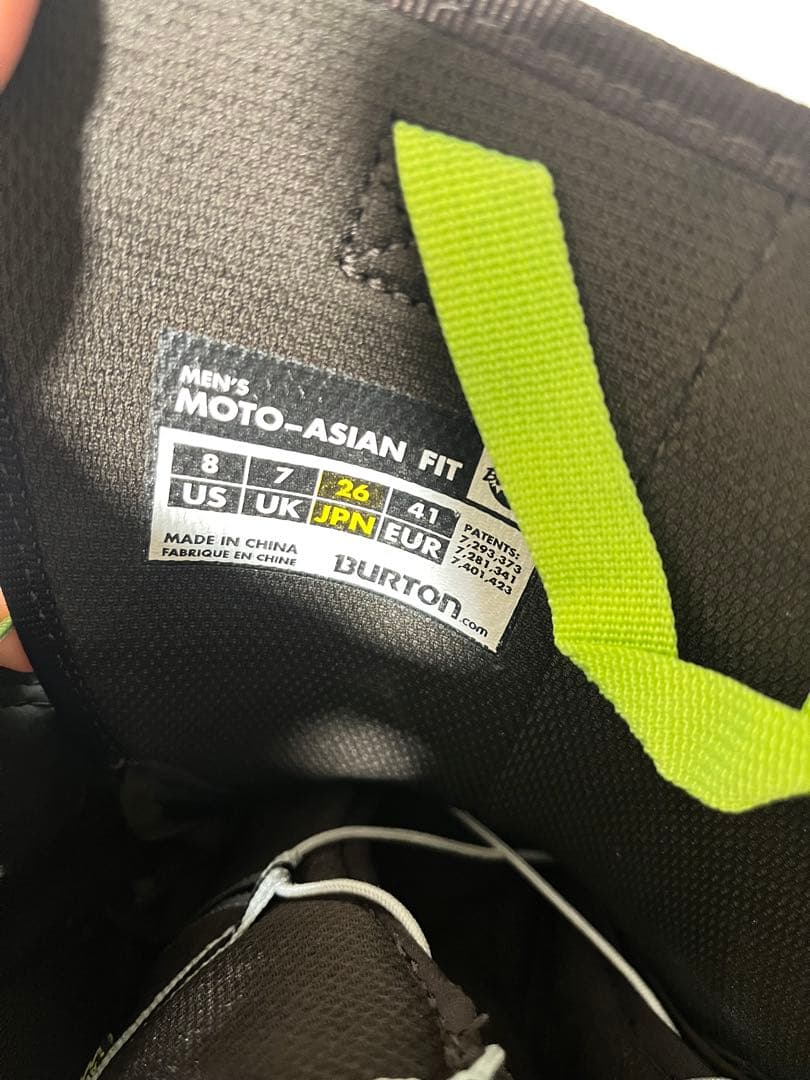 MEN'S
MOTO-ASIAN FIT
8 7 26 41
US UK JPN EUR
MADE IN CHINA
FABRIQUE EN CHINE
BURTON.com
PATENTS:
7,293,373
7,281,341
7,401,423